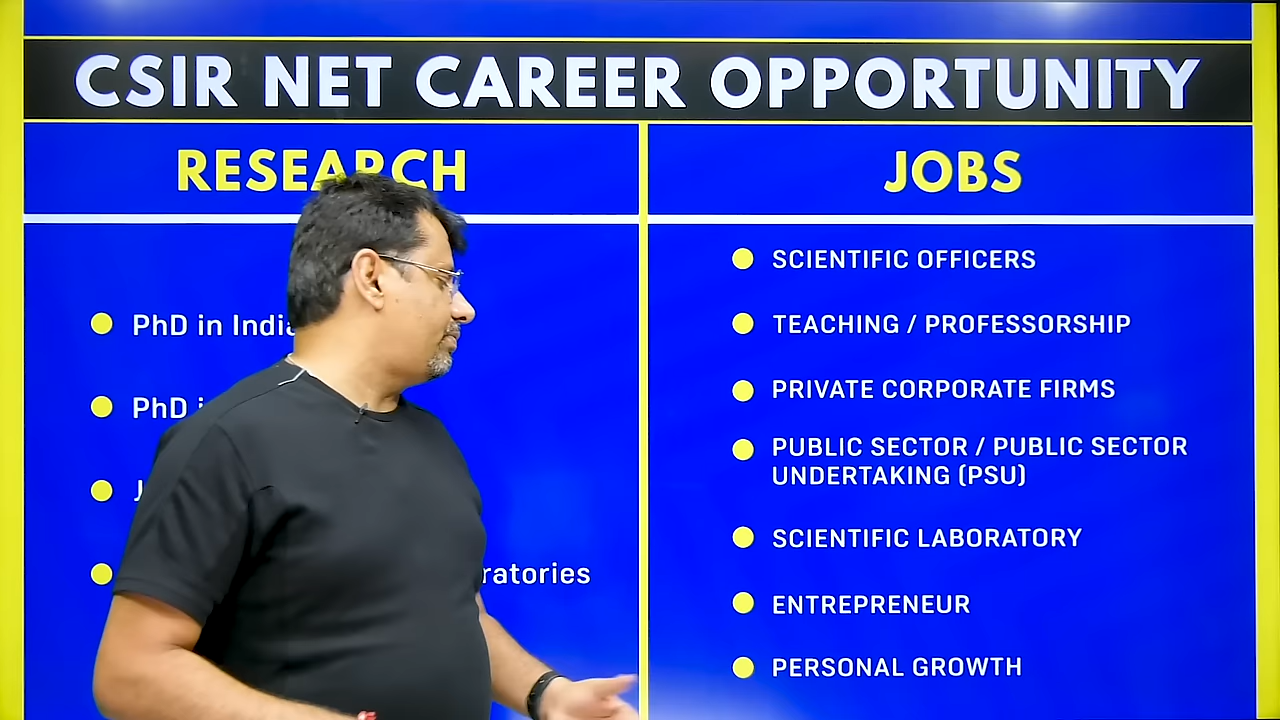 CSIR NET CAREER OPPORTUNITY
RESEARCH
PhD in India
PhD
ratories
JOBS
SCIENTIFIC OFFICERS
TEACHING / PROFESSORSHIP
PRIVATE CORPORATE FIRMS
PUBLIC SECTOR / PUBLIC SECTOR
UNDERTAKING (PSU)
SCIENTIFIC LABORATORY
ENTREPRENEUR
PERSONAL GROWTH